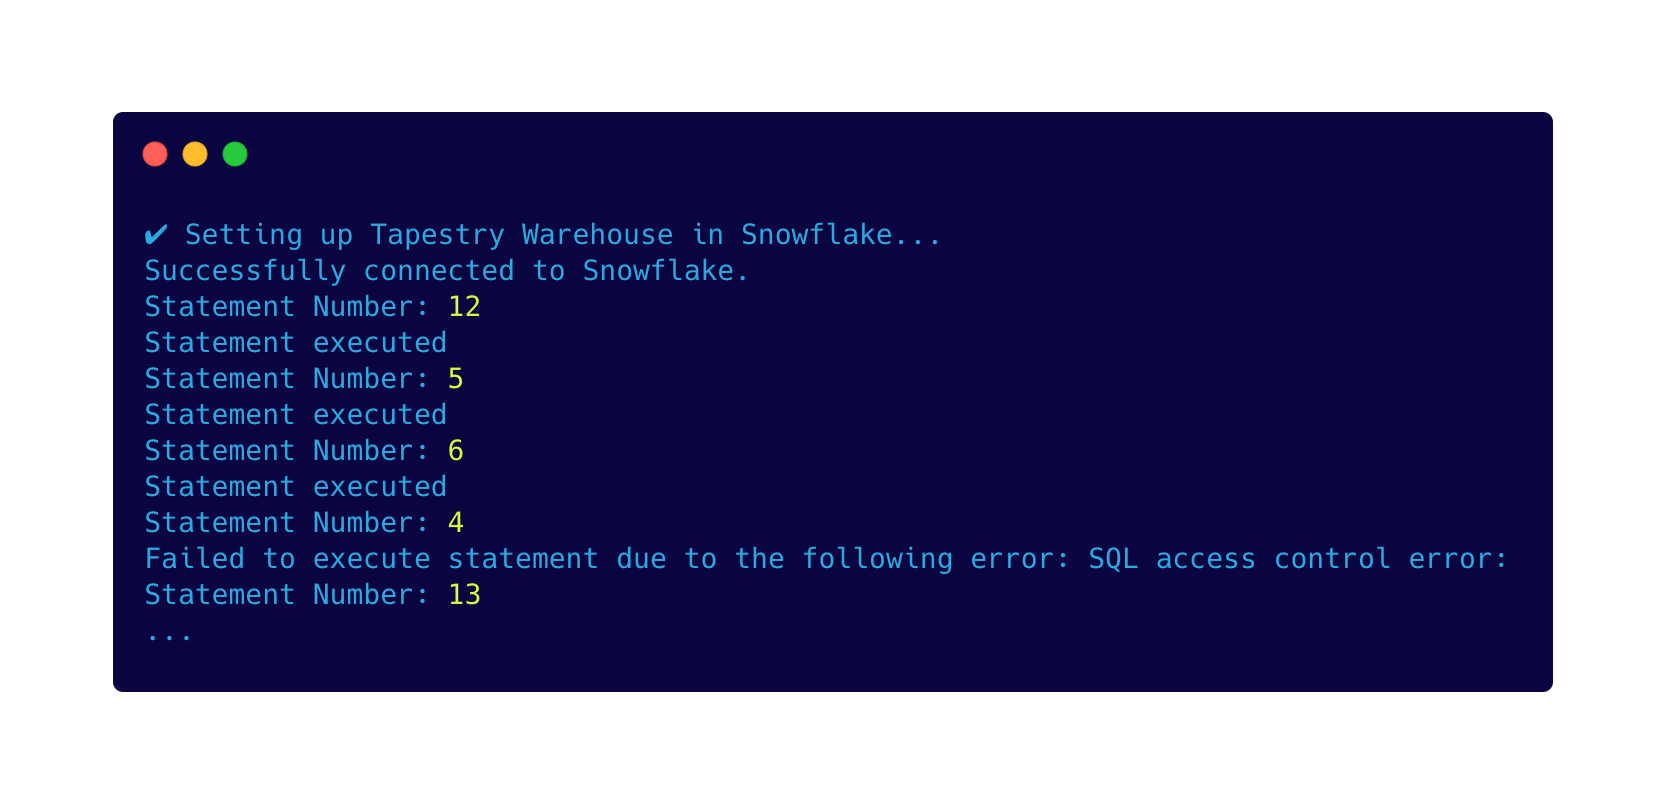 ✔ Setting up Tapestry Warehouse in Snowflake...
Successfully connected to Snowflake.
Statement Number: 12
Statement executed
Statement Number: 5
Statement executed
Statement Number: 6
Statement executed
Statement Number: 4
Failed to execute statement due to the following error: SQL access control error:
Statement Number: 13
...